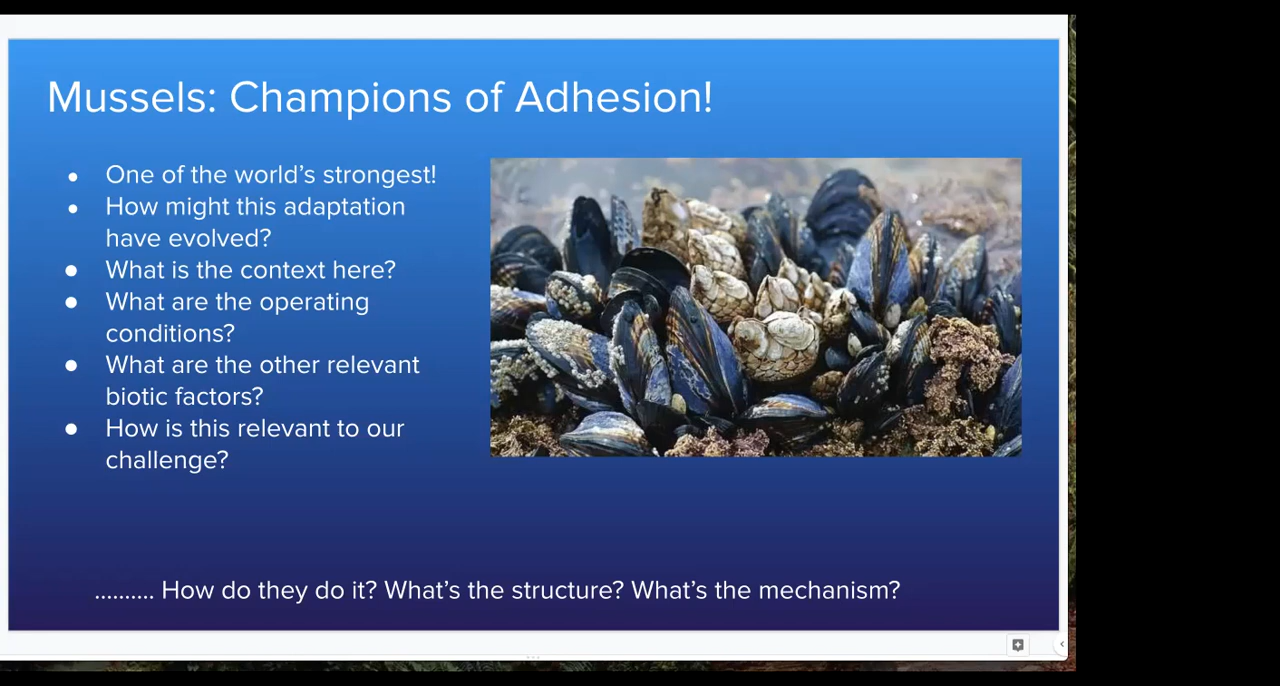 Mussels: Champions of Adhesion!
● One of the world’s strongest!
● How might this adaptation
have evolved?
● What is the context here?
● What are the operating
conditions?
● What are the other relevant
biotic factors?
● How is this relevant to our
challenge?
.......... How do they do it? What’s the structure? What’s the mechanism?